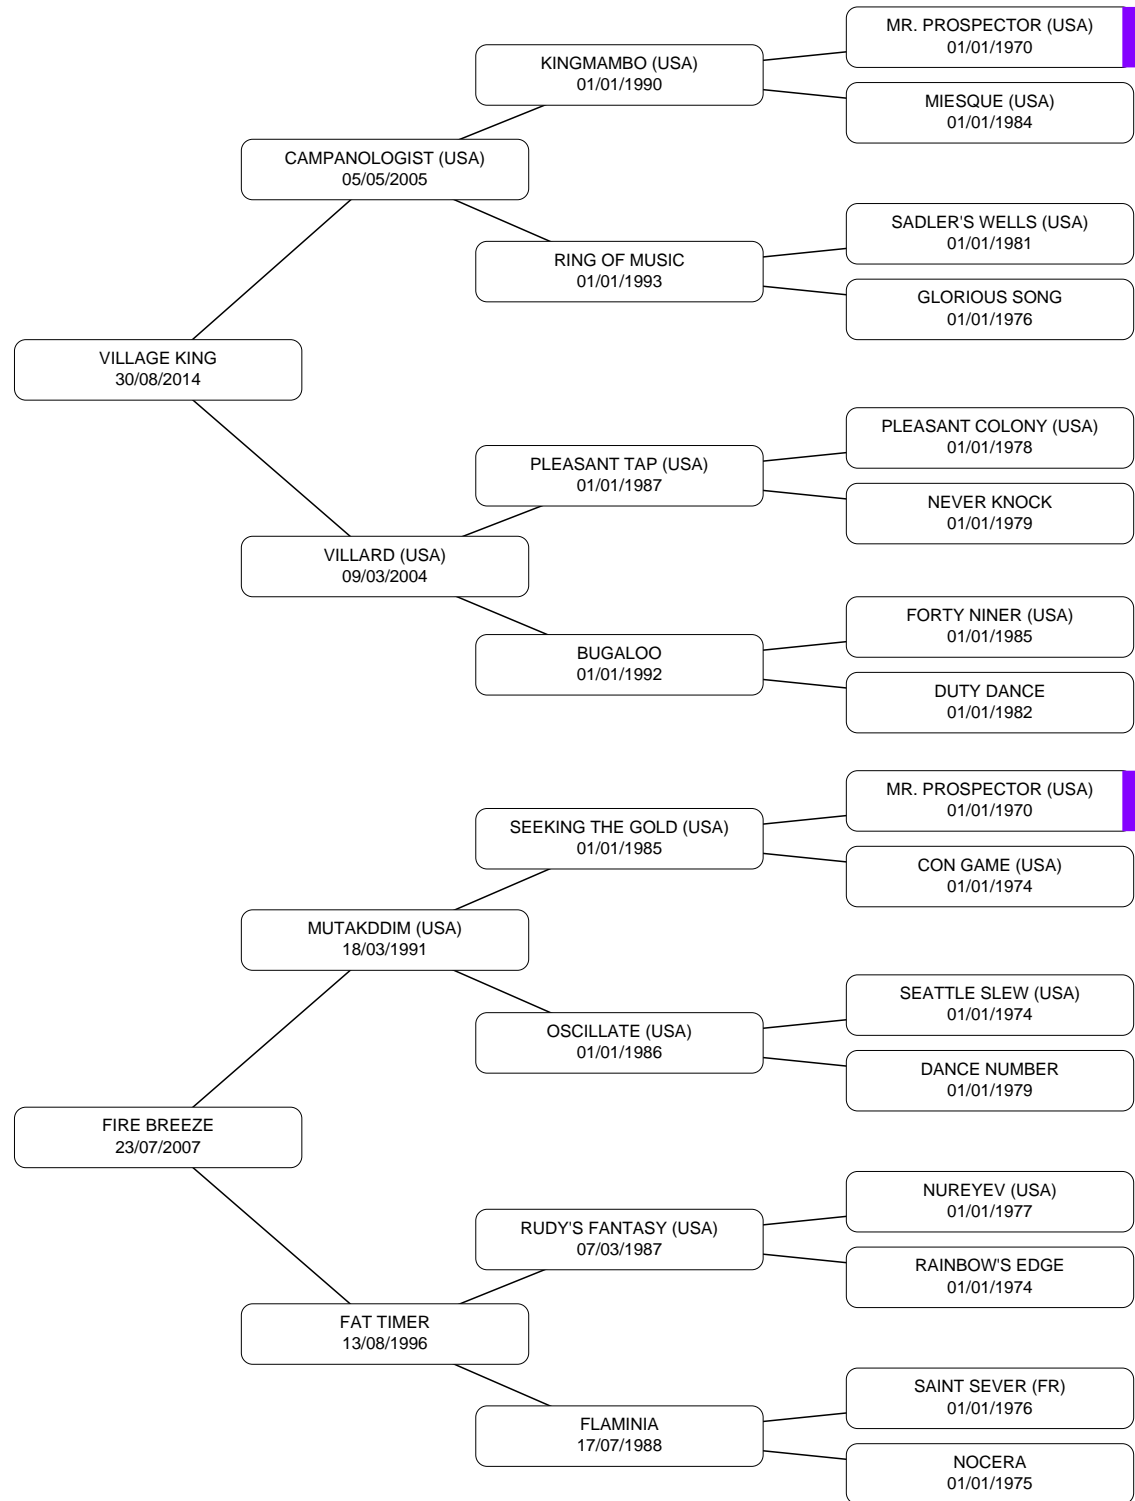 MR. PROSPECTOR (USA)
01/01/1970
KINGMAMBO (USA)
01/01/1990
MIESQUE (USA)
01/01/1984
CAMPANOLOGIST (USA)
05/05/2005
SADLER'S WELLS (USA)
01/01/1981
RING OF MUSIC
01/01/1993
GLORIOUS SONG
01/01/1976
VILLAGE KING
30/08/2014
PLEASANT COLONY (USA)
01/01/1978
PLEASANT TAP (USA)
01/01/1987
NEVER KNOCK
01/01/1979
VILLARD (USA)
09/03/2004
FORTY NINER (USA)
01/01/1985
BUGALOO
01/01/1992
DUTY DANCE
01/01/1982
MR. PROSPECTOR (USA)
01/01/1970
SEEKING THE GOLD (USA)
01/01/1985
CON GAME (USA)
01/01/1974
MUTAKDDIM (USA)
18/03/1991
SEATTLE SLEW (USA)
01/01/1974
OSCILLATE (USA)
01/01/1986
DANCE NUMBER
01/01/1979
FIRE BREEZE
23/07/2007
NUREYEV (USA)
01/01/1977
RUDY'S FANTASY (USA)
07/03/1987
RAINBOW'S EDGE
01/01/1974
FAT TIMER
13/08/1996
SAINT SEVER (FR)
01/01/1976
FLAMINIA
17/07/1988
NOCERA
01/01/1975